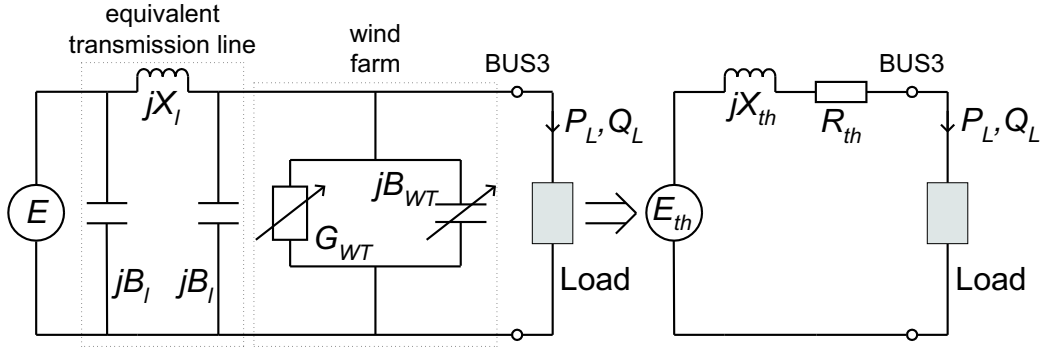 equivalent
transmission line
wind
farm
BUS3
BUS3
jX_l
jX_th
R_th
P_L,Q_L
P_L,Q_L
E
jB_WT
E_th
G_WT
jB_l
jB_l
Load
Load